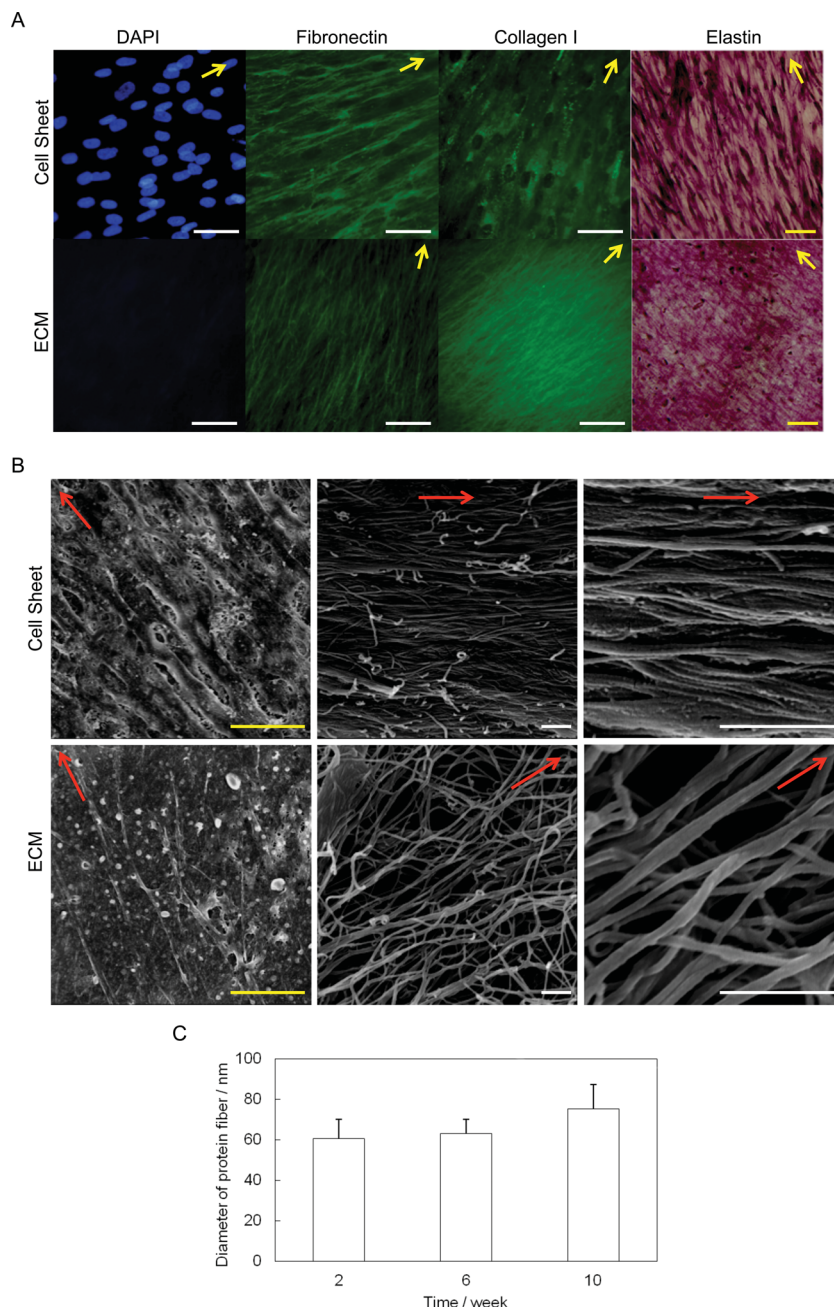 A
DAPI Fibronectin Collagen I Elastin
Cell Sheet
ECM
B
Cell Sheet
ECM
C
Diameter of protein fiber / nm
100
80
60
40
20
0
2 6 10
Time / week